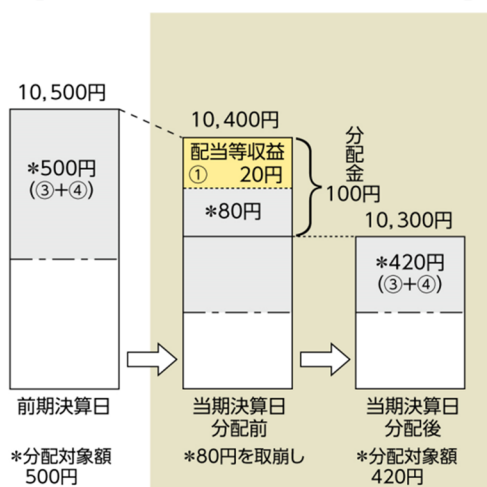 10,500円
*500円
(③+④)
前期決算日
*分配対象額
500円
10,400円
配当等収益
① 20円
*80円
分配金
100円
当期決算日
分配前
*80円を取崩し
10,300円
*420円
(③+④)
当期決算日
分配後
*分配対象額
420円